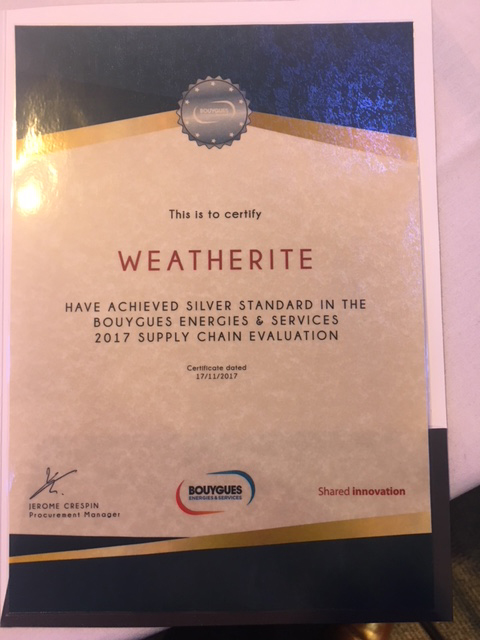 BOUYGUES
This is to certify
WEATHERITE
HAVE ACHIEVED SILVER STANDARD IN THE
BOUYGUES ENERGIES & SERVICES
2017 SUPPLY CHAIN EVALUATION
Certificate dated
17/11/2017
JEROME CRESPIN
Procurement Manager
BOUYGUES
ENERGIES & SERVICES
Shared innovation